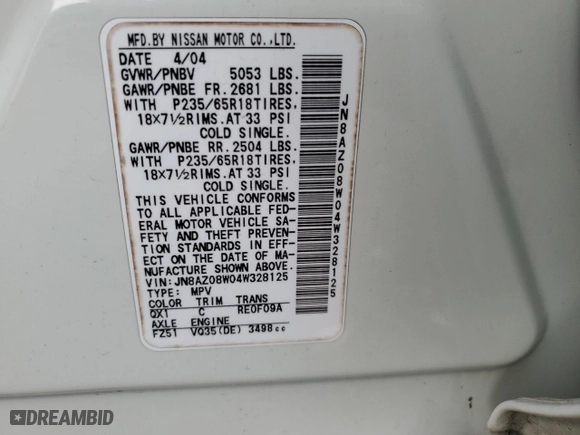 MFD.BY NISSAN MOTOR CO.,LTD.
DATE 4/04
GVWR/PNBV 5053 LBS.
GAWR/PNBE FR.2681 LBS.
WITH P235/65R18TIRES,
18X7½RIMS.AT 33 PSI
COLD SINGLE.
GAWR/PNBE RR.2504 LBS.
WITH P235/65R18TIRES,
18X7½RIMS.AT 33 PSI
COLD SINGLE.
THIS VEHICLE CONFORMS
TO ALL APPLICABLE FED-
ERAL MOTOR VEHICLE SA-
FETY AND THEFT PREVEN-
TION STANDARDS IN EFF-
ECT ON THE DATE OF MA-
NUFACTURE SHOWN ABOVE.
VIN:JN8AZ08W04W328125
TYPE: MPV
COLOR TRIM TRANS
QX1 C RE0F09A
AXLE ENGINE
FZ51 VQ35(DE) 3498cc
JN8AZ08W04W328125
DREAMBID